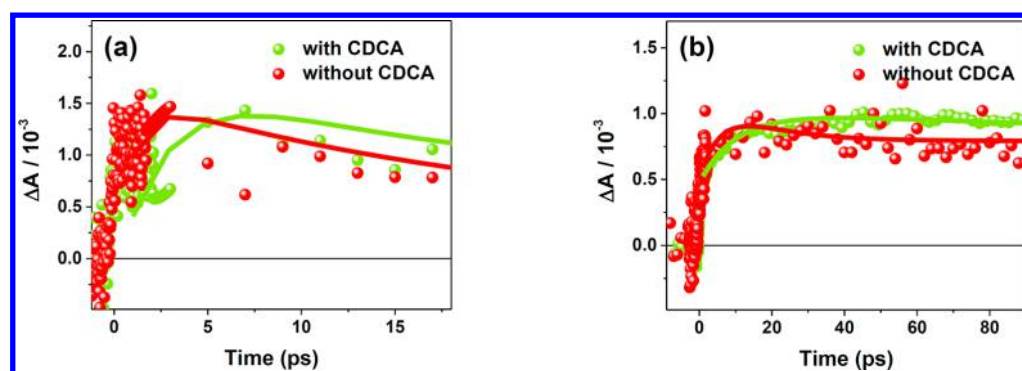 (a)
with CDCA
without CDCA
2.0
1.5
1.0
0.5
0.0
ΔA / 10⁻³
0 5 10 15
Time (ps)
(b)
with CDCA
without CDCA
1.5
1.0
0.5
0.0
ΔA / 10⁻³
0 20 40 60 80
Time (ps)